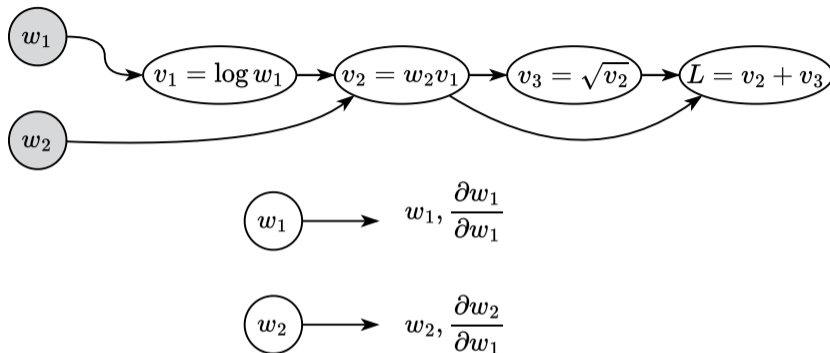 w₁
v₁ = log w₁
v₂ = w₂v₁
v₃ = √v₂
L = v₂ + v₃
w₂
w₁
w₁, ∂w₁/∂w₁
w₂
w₂, ∂w₂/∂w₁